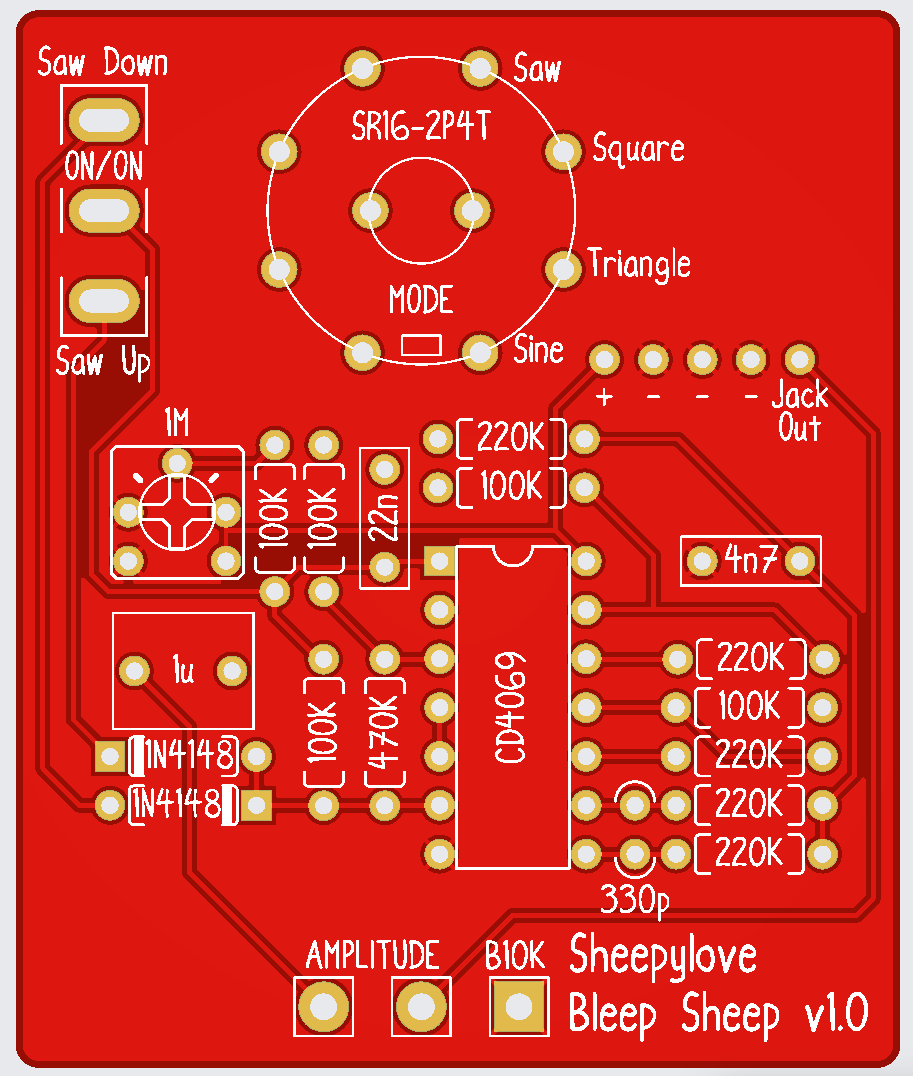 Saw Down
ON/ON
Saw Up
Saw
SR16-2P4T
Square
Triangle
MODE
Sine
+ - - - Jack
Out
1M
220K
100K
100K
100K
22n
4n7
1u
CD4069
220K
100K
470K
100K
1N4148
220K
1N4148
220K
220K
330p
AMPLITUDE
B10K
Sheepylove
Bleep Sheep v1.0